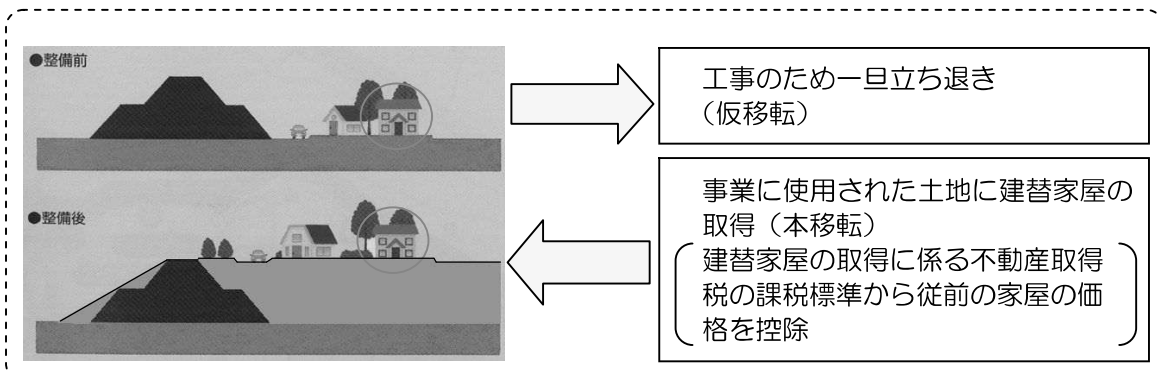 ●整備前
工事のため一旦立ち退き
（仮移転）
事業に使用された土地に建替家屋の
取得（本移転）
建替家屋の取得に係る不動産取得
税の課税標準から従前の家屋の価
格を控除
●整備後